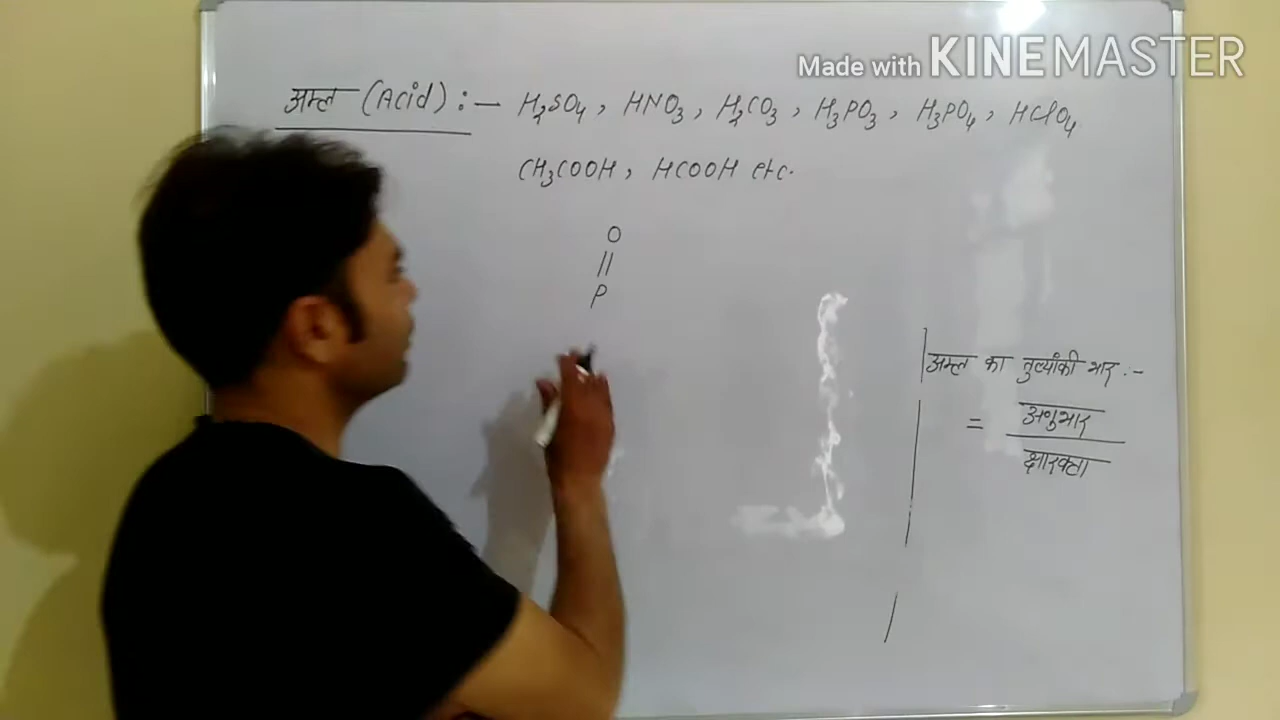 Made with KINEMASTER
अम्ल (Acid) :— H₂SO₄, HNO₃, H₂CO₃, H₃PO₃, H₃PO₄, HClO₄
CH₃COOH, HCOOH etc.
O
||
P
अम्ल का तुल्यांकी भार :-
= अणुभार
क्षारकता